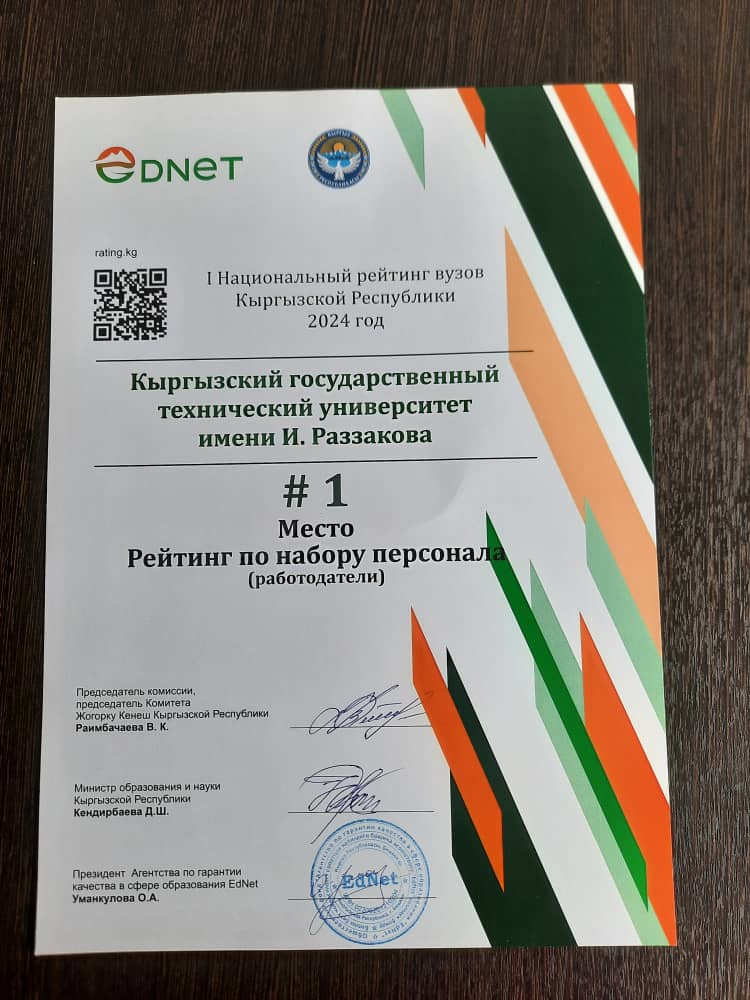 EDNET
rating.kg
I Национальный рейтинг вузов
Кыргызской Республики
2024 год
Кыргызский государственный
технический университет
имени И. Раззакова
# 1
Место
Рейтинг по набору персонала
(работодатели)
Председатель комиссии,
председатель Комитета
Жогорку Кенеш Кыргызской Республики
Раимбачаева В. К.
Министр образования и науки
Кыргызской Республики
Кендирбаева Д.Ш.
Президент Агентства по гарантии
качества в сфере образования EdNet
Уманкулова О.А.
EdNet